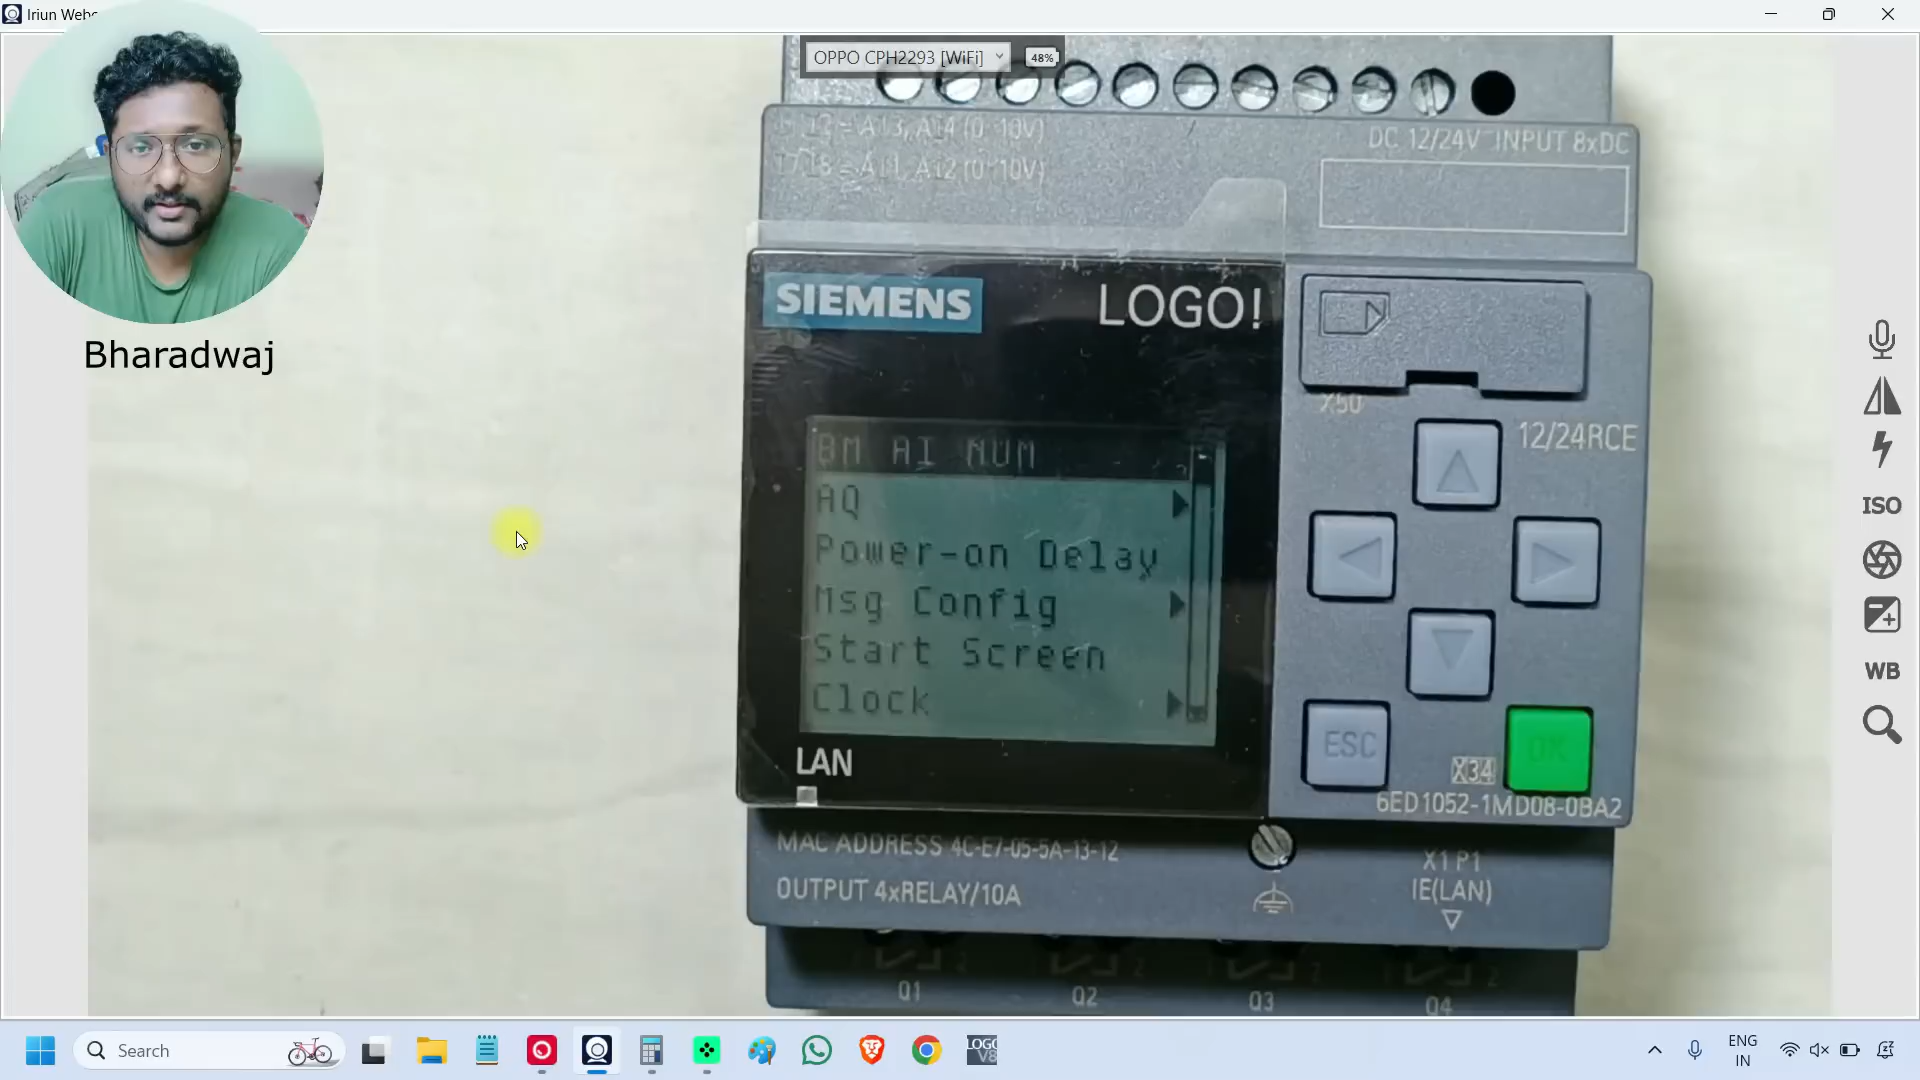 Iriun Webc
OPPO CPH2293 [WiFi]
48%
Bharadwaj
AI3, AI4 (0  10V)
I7,I8 = AI1, AI2 (0  10V)
DC 12/24V  INPUT 8xDC
SIEMENS
LOGO!
X50
12/24RCE
BM AI NUM
AQ
Power-on Delay
Msg Config
Start Screen
Clock
ESC
OK
X34
6ED1052-1MD08-0BA2
LAN
MAC ADDRESS 4C-E7-05-5A-13-12
OUTPUT 4xRELAY/10A
X1 P1
IE(LAN)
Q1
Q2
Q3
Q4
ISO
WB
Search
LOGO
V8
ENG
IN